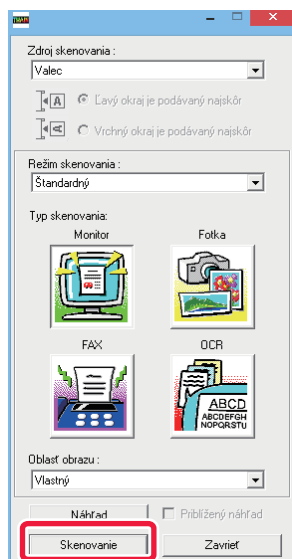 Zdroj skenovania :
Valec
A
Ľavý okraj je podávaný najskôr
A
Vrchný okraj je podávaný najskôr
Režim skenovania :
Štandardný
Typ skenovania:
Monitor Fotka
FAX OCR
ABCD
ABCDEFGH
NOPQRSTU
Oblasť obrazu :
Vlastný
Náhľad Priblížený náhľad
Skenovanie Zavrieť